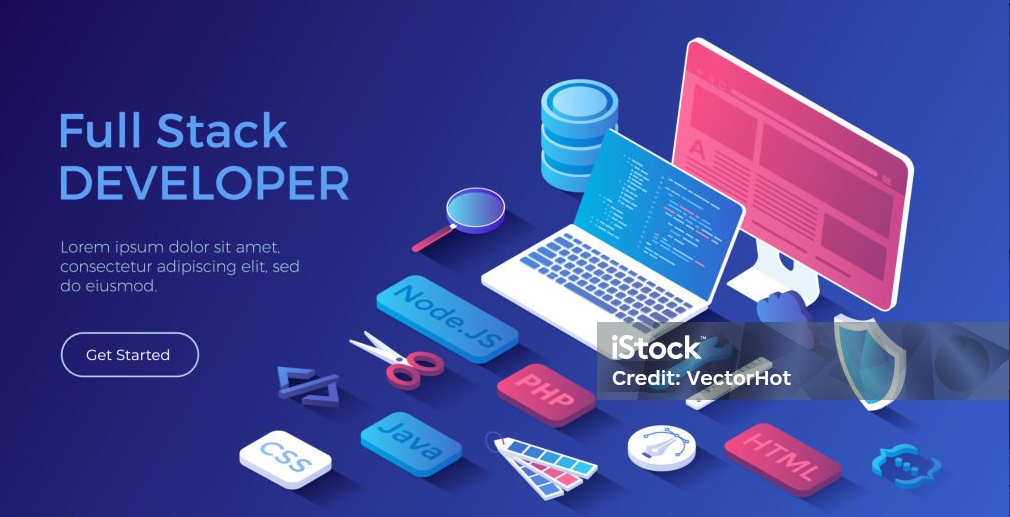 Full Stack
DEVELOPER
Lorem ipsum dolor sit amet,
consectetur adipiscing elit, sed
do eiusmod.
Get Started
A
Node.JS
iStock™
Credit: VectorHot
PHP
Java
CSS
HTML